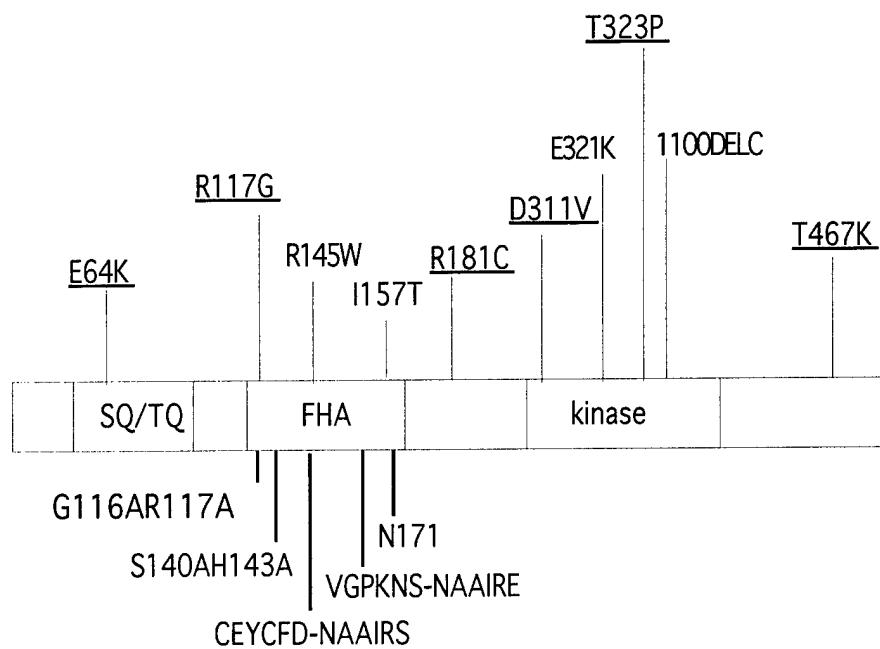 T323P
E321K
1100DELC
R117G
D311V
T467K
R145W
R181C
E64K
I157T
SQ/TQ
FHA
kinase
G116AR117A
N171
S140AH143A
VGPKNS-NAAIRE
CEYCFD-NAAIRS